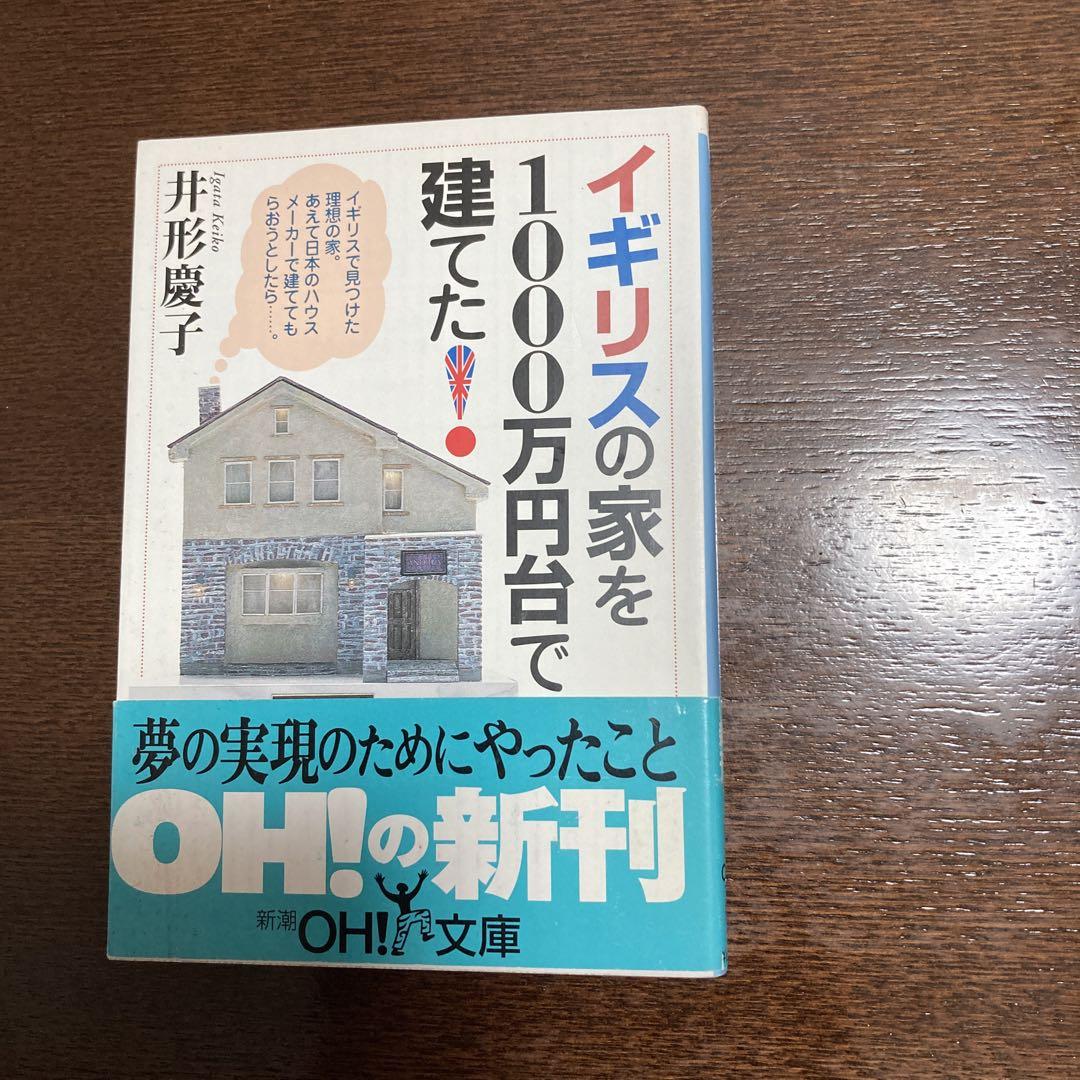 イギリスの家を
1000万円台で
建てた!
イギリスで見つけた
理想の家。
あえて日本のハウス
メーカーで建ても
らおうとしたら……。
Igata Keiko
井形慶子
夢の実現のためにやったこと
OH!の新刊
新潮OH!文庫